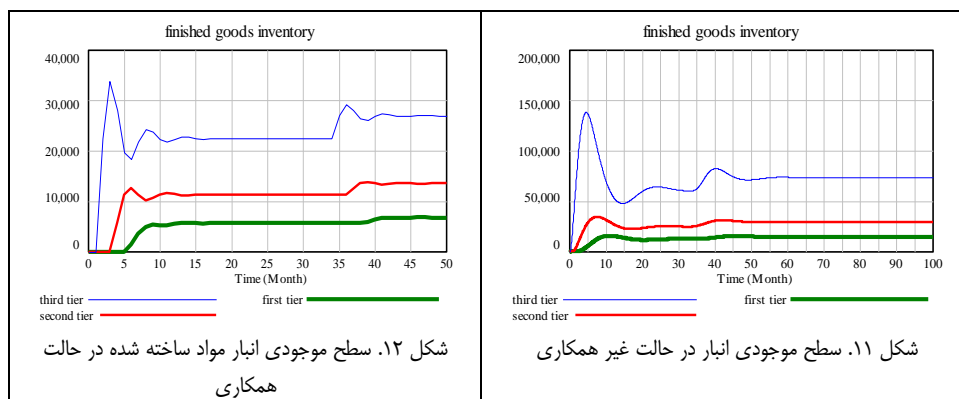 finished goods inventory
40,000
30,000
20,000
10,000
0
0 5 10 15 20 25 30 35 40 45 50
Time (Month)
third tier first tier
second tier
شکل ۱۲. سطح موجودی انبار مواد ساخته شده در حالت
همکاری
finished goods inventory
200,000
150,000
100,000
50,000
0
0 10 20 30 40 50 60 70 80 90 100
Time (Month)
third tier first tier
second tier
شکل ۱۱. سطح موجودی انبار در حالت غیر همکاری